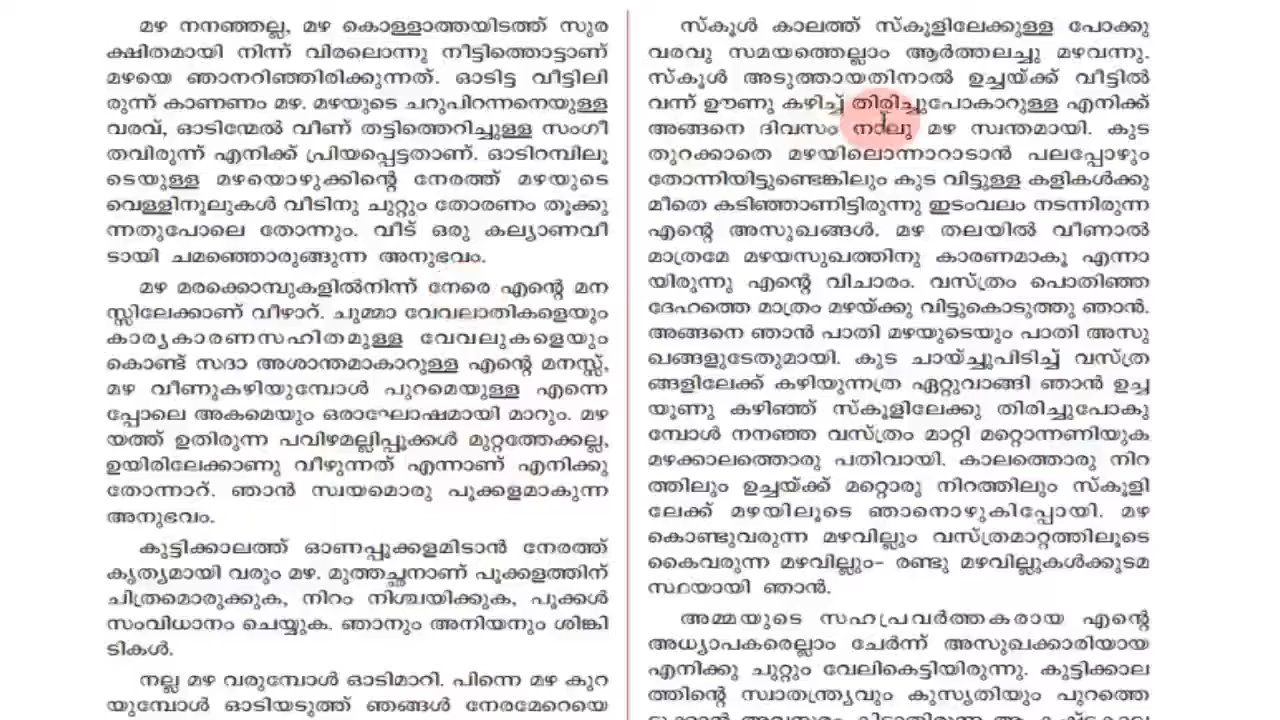 മഴ നനഞ്ഞല്ല, മഴ കൊള്ളാത്തയിടത്ത് സുര
ക്ഷിതമായി നിന്ന് വിരലൊന്നു നീട്ടിത്തൊട്ടാണ്
മഴയെ ഞാനറിഞ്ഞിരിക്കുന്നത്. ഓടിട്ട വീട്ടിലി
രുന്ന് കാണണം മഴ. മഴയുടെ ചറുപിറന്നനെയുള്ള
വരവ്, ഓടിന്മേൽ വീണ് തട്ടിത്തെറിച്ചുള്ള സംഗീ
തവിരുന്ന് എനിക്ക് പ്രിയപ്പെട്ടതാണ്. ഓടിറമ്പിലൂ
ടെയുള്ള മഴയൊഴുക്കിന്റെ നേരത്ത് മഴയുടെ
വെള്ളിനൂലുകൾ വീടിനു ചുറ്റും തോരണം തൂക്കു
ന്നതുപോലെ തോന്നും. വീട് ഒരു കല്യാണവീ
ടായി ചമഞ്ഞൊരുങ്ങുന്ന അനുഭവം.
മഴ മരക്കൊമ്പുകളിൽനിന്ന് നേരെ എന്റെ മന
സ്സിലേക്കാണ് വീഴാറ്. ചുമ്മാ വേവലാതികളെയും
കാര്യകാരണസഹിതമുള്ള വേവലുകളെയും
കൊണ്ട് സദാ അശാന്തമാകാറുള്ള എന്റെ മനസ്സ്,
മഴ വീണുകഴിയുമ്പോൾ പുറമെയുള്ള എന്നെ
പ്പോലെ അകമെയും ഒരാഘോഷമായി മാറും. മഴ
യത്ത് ഉതിരുന്ന പവിഴമല്ലിപ്പൂക്കൾ മുറ്റത്തേക്കല്ല,
ഉയിരിലേക്കാണു വീഴുന്നത് എന്നാണ് എനിക്കു
തോന്നാറ്. ഞാൻ സ്വയമൊരു പൂക്കളമാകുന്ന
അനുഭവം.
കുട്ടിക്കാലത്ത് ഓണപ്പൂക്കളമിടാൻ നേരത്ത്
കൃത്യമായി വരും മഴ. മുത്തച്ഛനാണ് പൂക്കളത്തിന്
ചിത്രമൊരുക്കുക, നിറം നിശ്ചയിക്കുക, പൂക്കൾ
സംവിധാനം ചെയ്യുക. ഞാനും അനിയനും ശിങ്കി
ടികൾ.
നല്ല മഴ വരുമ്പോൾ ഓടിമാറി. പിന്നെ മഴ കുറ
യുമ്പോൾ ഓടിയടുത്ത് ഞങ്ങൾ നേരമേറെയെ
സ്കൂൾ കാലത്ത് സ്കൂളിലേക്കുള്ള പോക്കു
വരവു സമയത്തെല്ലാം ആർത്തലച്ചു മഴവന്നു.
സ്കൂൾ അടുത്തായതിനാൽ ഉച്ചയ്ക്ക് വീട്ടിൽ
വന്ന് ഊണു കഴിച്ച് തിരിച്ചുപോകാറുള്ള എനിക്ക്
അങ്ങനെ ദിവസം നാലു മഴ സ്വന്തമായി. കുട
തുറക്കാതെ മഴയിലൊന്നാറാടാൻ പലപ്പോഴും
തോന്നിയിട്ടുണ്ടെങ്കിലും കുട വിട്ടുള്ള കളികൾക്കു
മീതെ കടിഞ്ഞാണിട്ടിരുന്നു ഇടംവലം നടന്നിരുന്ന
എന്റെ അസുഖങ്ങൾ. മഴ തലയിൽ വീണാൽ
മാത്രമേ മഴയസുഖത്തിനു കാരണമാകൂ എന്നാ
യിരുന്നു എന്റെ വിചാരം. വസ്ത്രം പൊതിഞ്ഞ
ദേഹത്തെ മാത്രം മഴയ്ക്കു വിട്ടുകൊടുത്തു ഞാൻ.
അങ്ങനെ ഞാൻ പാതി മഴയുടെയും പാതി അസു
ഖങ്ങളുടേതുമായി. കുട ചായ്ച്ചുപിടിച്ച് വസ്ത്ര
ങ്ങളിലേക്ക് കഴിയുന്നത്ര ഏറ്റുവാങ്ങി ഞാൻ ഉച്ച
യൂണു കഴിഞ്ഞ് സ്കൂളിലേക്കു തിരിച്ചുപോകു
മ്പോൾ നനഞ്ഞ വസ്ത്രം മാറ്റി മറ്റൊന്നണിയുക
മഴക്കാലത്തൊരു പതിവായി. കാലത്തൊരു നിറ
ത്തിലും ഉച്ചയ്ക്ക് മറ്റൊരു നിറത്തിലും സ്കൂളി
ലേക്ക് മഴയിലൂടെ ഞാനൊഴുകിപ്പോയി. മഴ
കൊണ്ടുവരുന്ന മഴവില്ലും വസ്ത്രമാറ്റത്തിലൂടെ
കൈവരുന്ന മഴവില്ലും- രണ്ടു മഴവില്ലുകൾക്കുടമ
സ്ഥയായി ഞാൻ.
അമ്മയുടെ സഹപ്രവർത്തകരായ എന്റെ
അധ്യാപകരെല്ലാം ചേർന്ന് അസുഖക്കാരിയായ
എനിക്കു ചുറ്റും വേലികെട്ടിയിരുന്നു. കുട്ടിക്കാല
ത്തിന്റെ സ്വാതന്ത്ര്യവും കുസൃതിയും പുറത്തെ